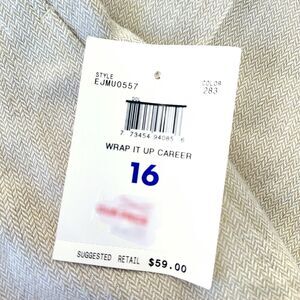 STYLE
EJMU0557
COLOR
283
7 73454 94085 6
WRAP IT UP CAREER
16
SUGGESTED RETAIL $59.00